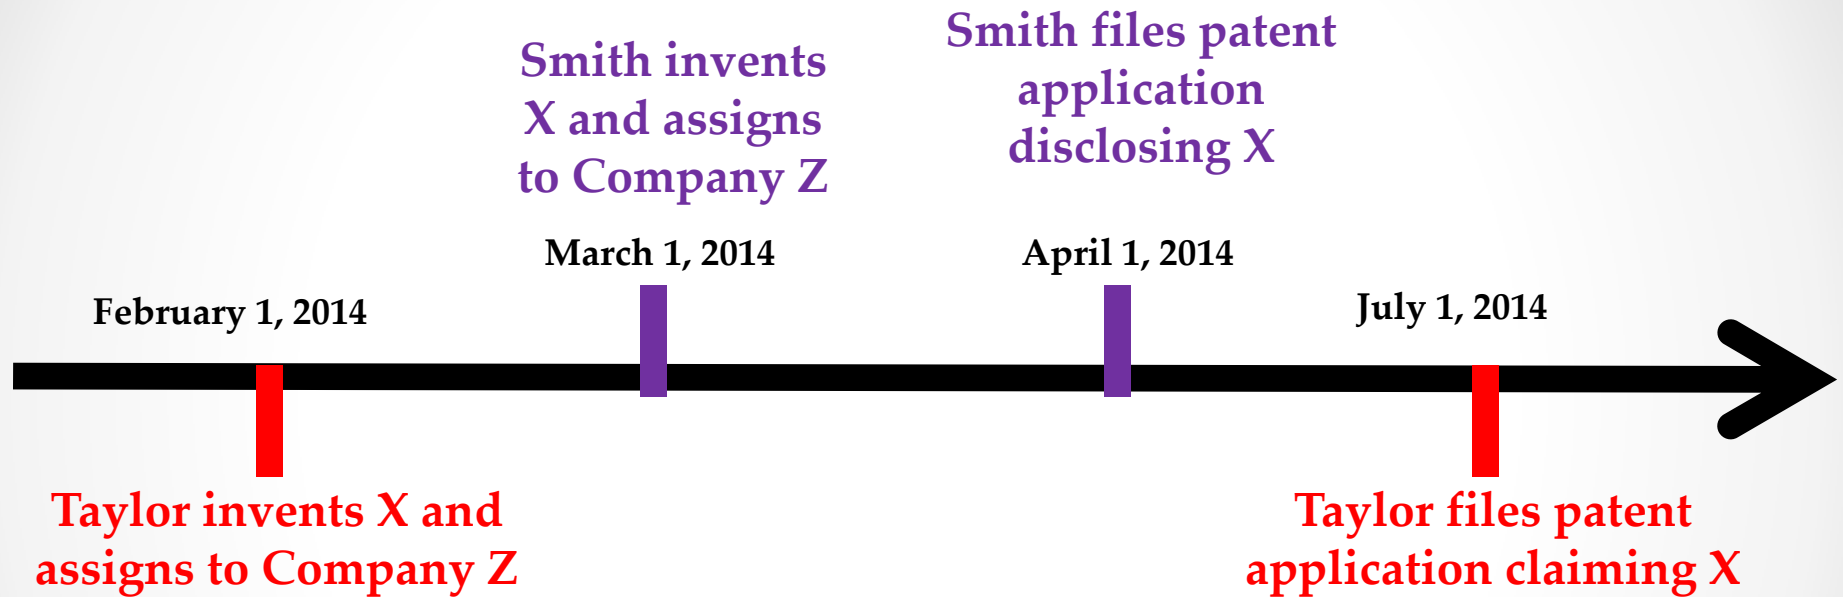 Smith invents
X and assigns
to Company Z
March 1, 2014
Smith files patent
application
disclosing X
April 1, 2014
February 1, 2014
July 1, 2014
Taylor invents X and
assigns to Company Z
Taylor files patent
application claiming X